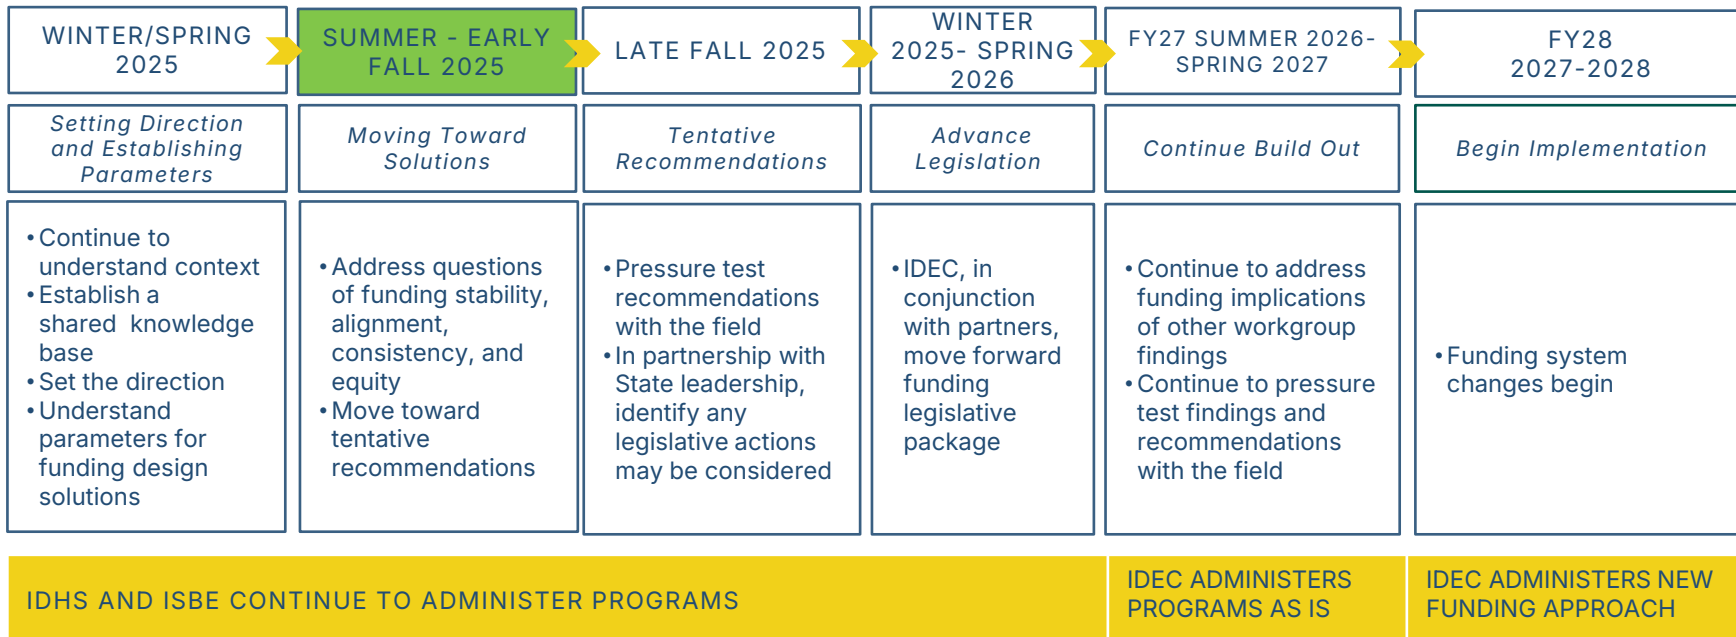 WINTER/SPRING
2025
SUMMER - EARLY
FALL 2025
LATE FALL 2025
WINTER
2025- SPRING
2026
FY27 SUMMER 2026-
SPRING 2027
FY28
2027-2028
Setting Direction
and Establishing
Parameters
Moving Toward
Solutions
Tentative
Recommendations
Advance
Legislation
Continue Build Out
Begin Implementation
• Continue to
understand context
• Establish a
shared knowledge
base
• Set the direction
• Understand
parameters for
funding design
solutions
• Address questions
of funding stability,
alignment,
consistency, and
equity
• Move toward
tentative
recommendations
• Pressure test
recommendations
with the field
• In partnership with
State leadership,
identify any
legislative actions
may be considered
• IDEC, in
conjunction
with partners,
move forward
funding
legislative
package
• Continue to address
funding implications
of other workgroup
findings
• Continue to pressure
test findings and
recommendations
with the field
• Funding system
changes begin
IDHS AND ISBE CONTINUE TO ADMINISTER PROGRAMS
IDEC ADMINISTERS
PROGRAMS AS IS
IDEC ADMINISTERS NEW
FUNDING APPROACH